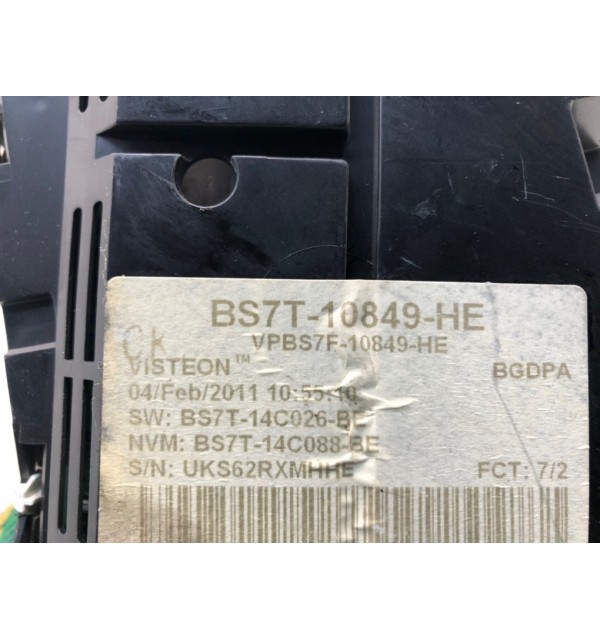 BS7T-10849-HE
VPBS7F-10849-HE
Ck
VISTEON™
BGDPA
04/Feb/2011 10:55:10
SW: BS7T-14C026-BE
NVM: BS7T-14C088-BE
S/N: UKS62RXMHHE
FCT: 7/2